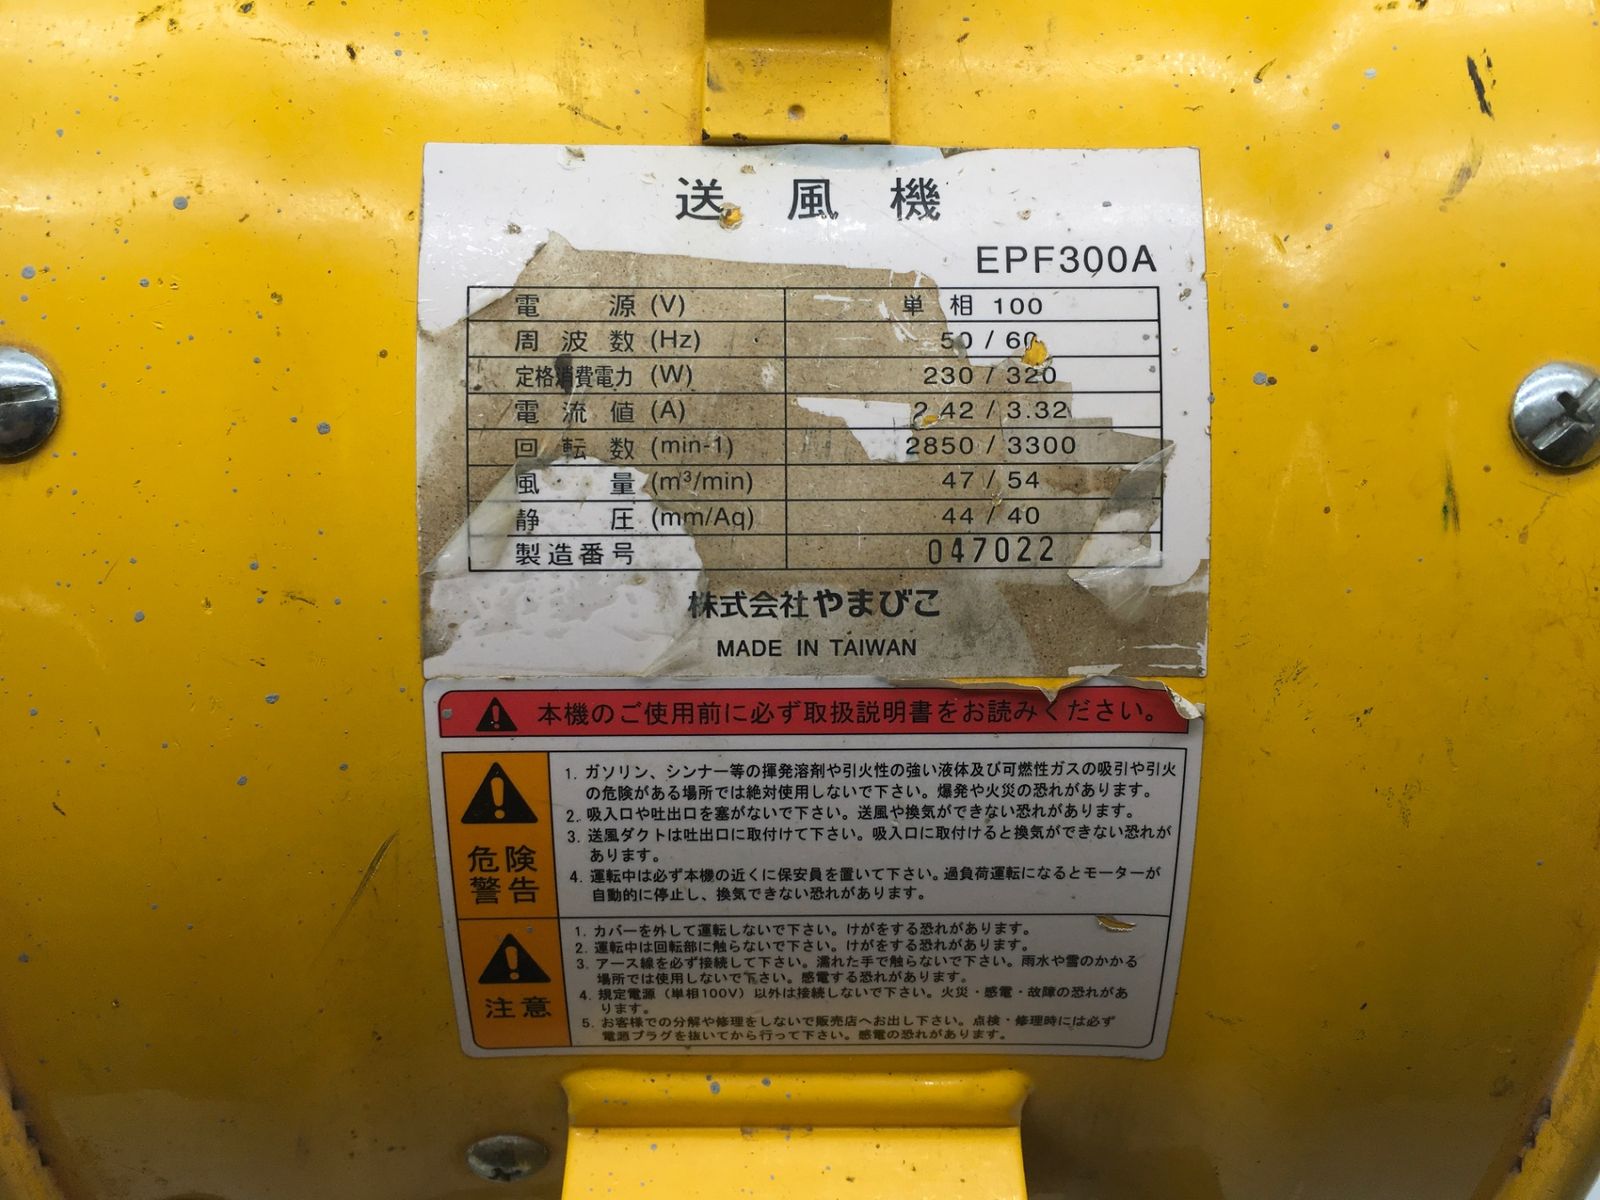 送風機
EPF300A
電源 (V) 単相 100
周波数 (Hz) 50 / 60
定格消費電力 (W) 230 / 320
電流値 (A) 2.42 / 3.32
回転数 (min-1) 2850 / 3300
風量 (m³/min) 47 / 54
静圧 (mm/Aq) 44 / 40
製造番号 047022
株式会社やまびこ
MADE IN TAIWAN
本機のご使用前に必ず取扱説明書をお読みください。
危険
警告
1. ガソリン、シンナー等の揮発溶剤や引火性の強い液体及び可燃性ガスの吸引や引火
の危険がある場所では絶対使用しないで下さい。爆発や火災の恐れがあります。
2. 吸入口や吐出口を塞がないで下さい。送風や換気ができない恐れがあります。
3. 送風ダクトは吐出口に取付けて下さい。吸入口に取付けると換気ができない恐れが
あります。
4. 運転中は必ず本機の近くに保安員を置いて下さい。過負荷運転になるとモーターが
自動的に停止し、換気できない恐れがあります。
注意
1. カバーを外して運転しないで下さい。けがをする恐れがあります。
2. 運転中は回転部に触らないで下さい。けがをする恐れがあります。
3. アース線を必ず接続して下さい。濡れた手で触らないで下さい。雨水や雪のかかる
場所では使用しないで下さい。感電する恐れがあります。
4. 規定電源（単相100V）以外は接続しないで下さい。火災・感電・故障の恐れがあ
ります。
5. お客様での分解や修理をしないで販売店へお出し下さい。点検・修理時には必ず
電源プラグを抜いてから行って下さい。感電の恐れがあります。